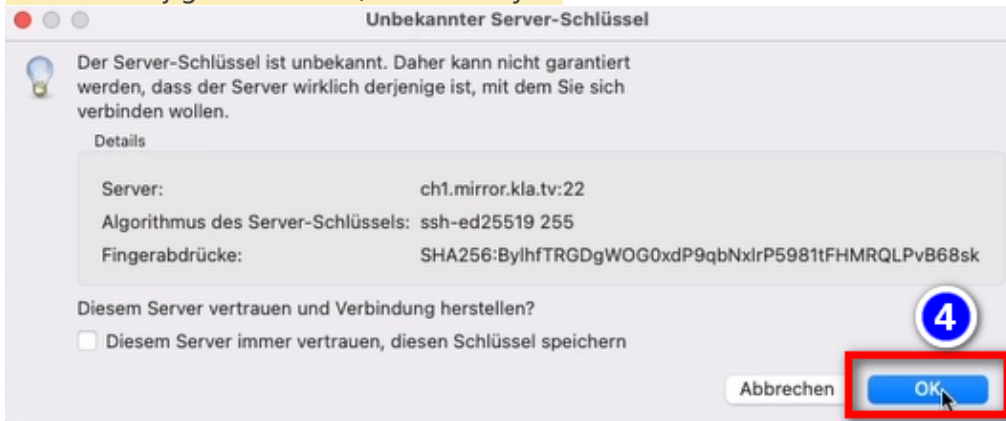 Unbekannter Server-Schlüssel
Der Server-Schlüssel ist unbekannt. Daher kann nicht garantiert
werden, dass der Server wirklich derjenige ist, mit dem Sie sich
verbinden wollen.
Details
Server: ch1.mirror.kla.tv:22
Algorithmus des Server-Schlüssels: ssh-ed25519 255
Fingerabdrücke: SHA256:BylhfTRGDgWOG0xdP9qbNxlrP5981tFHMRQLPvB68sk
Diesem Server vertrauen und Verbindung herstellen?
4
Diesem Server immer vertrauen, diesen Schlüssel speichern
Abbrechen OK